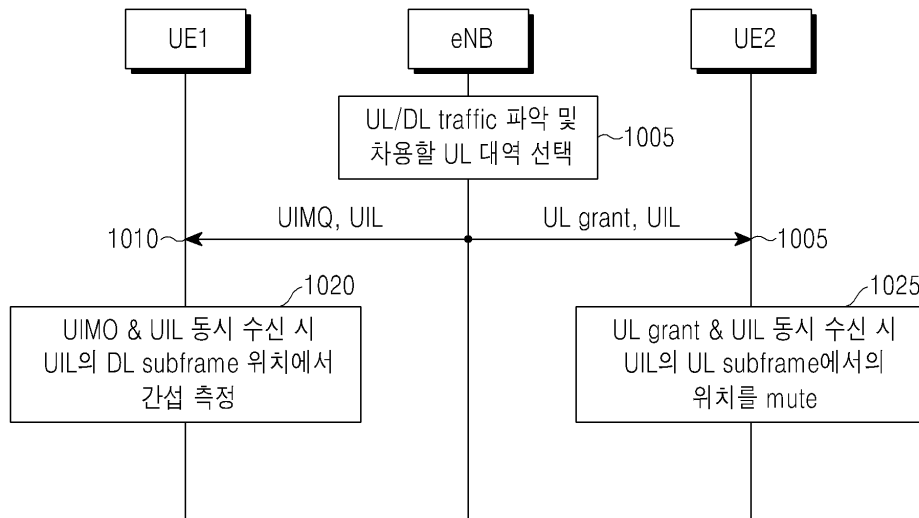 UE1
eNB
UE2
UL/DL traffic 파악 및
차용할 UL 대역 선택
1005
UIMQ, UIL
UL grant, UIL
1010
1005
1020
UIMO & UIL 동시 수신 시
UIL의 DL subframe 위치에서
간섭 측정
1025
UL grant & UIL 동시 수신 시
UIL의 UL subframe에서의
위치를 mute